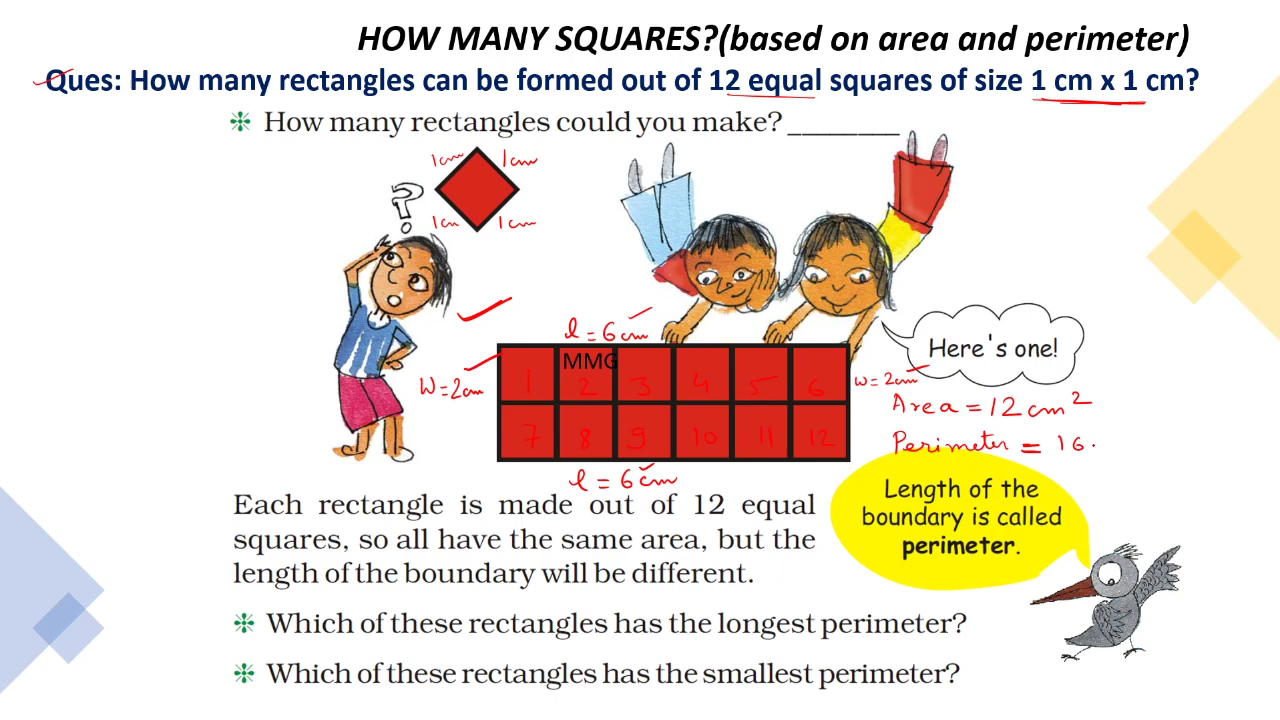 HOW MANY SQUARES?(based on area and perimeter)
Ques: How many rectangles can be formed out of 12 equal squares of size 1 cm x 1 cm?
How many rectangles could you make? ________
1cm 1cm
?
1cm 1cm
l = 6cm
Here's one!
MMG
W=2cm
1 2 3 4 5 6
w=2cm
Area = 12 cm²
7 8 9 10 11 12
Perimeter = 16.
l = 6cm
Length of the
boundary is called
perimeter.
Each rectangle is made out of 12 equal
squares, so all have the same area, but the
length of the boundary will be different.
Which of these rectangles has the longest perimeter?
Which of these rectangles has the smallest perimeter?